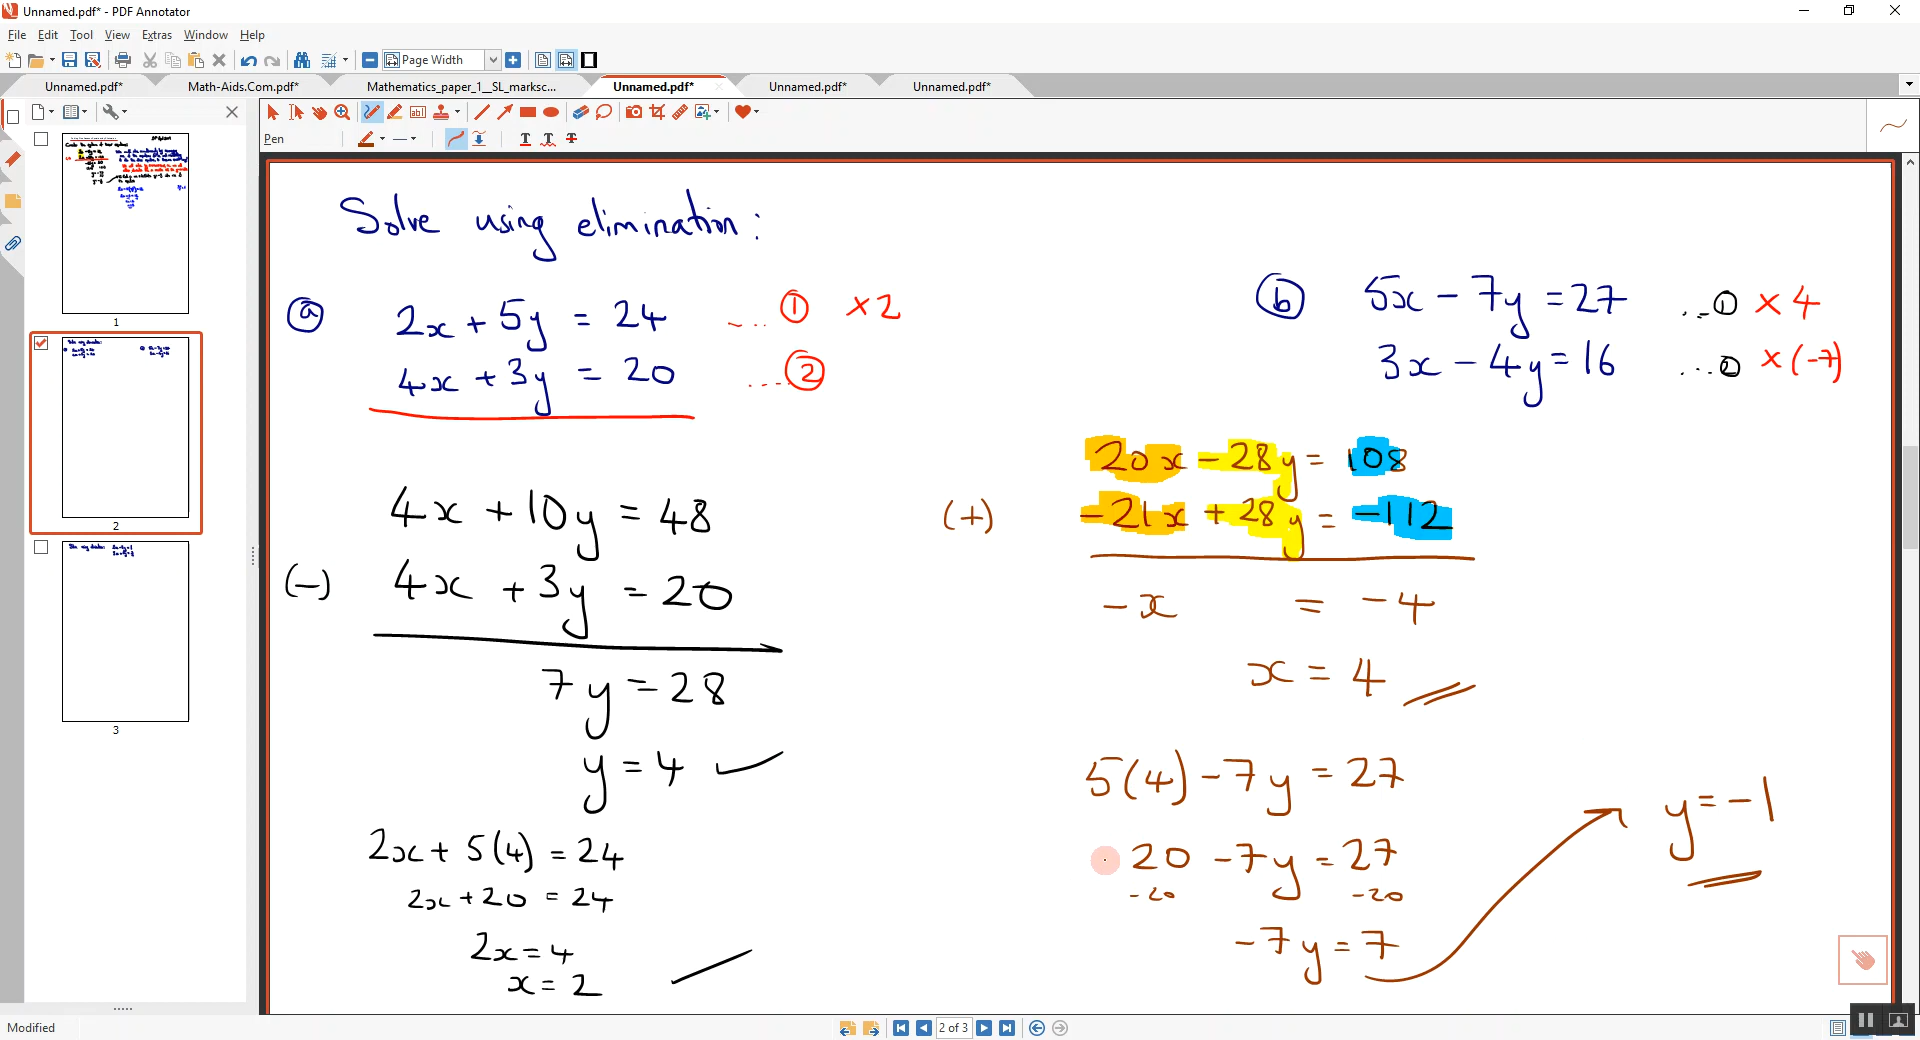 Unnamed.pdf* - PDF Annotator
File Edit Tool View Extras Window Help
Page Width
Unnamed.pdf* Math-Aids.Com.pdf* Mathematics_paper_1__SL_marksc... Unnamed.pdf* Unnamed.pdf* Unnamed.pdf*
Pen
1
2
3
Solve using elimination:
ⓐ 2x + 5y = 24 ... ① ×2
4x + 3y = 20 .... ②
4x + 10y = 48
(−) 4x + 3y = 20
7y = 28
y = 4 ✓
2x + 5(4) = 24
2x + 20 = 24
2x = 4
x = 2
ⓑ 5x − 7y = 27 ... ① × 4
3x − 4y = 16 ... ② × (−7)
20x − 28y = 108
(+) −21x + 28y = −112
−x = −4
x = 4
5(4) − 7y = 27
20 − 7y = 27
−20 −20
−7y = 7
y = −1
Modified
2 of 3